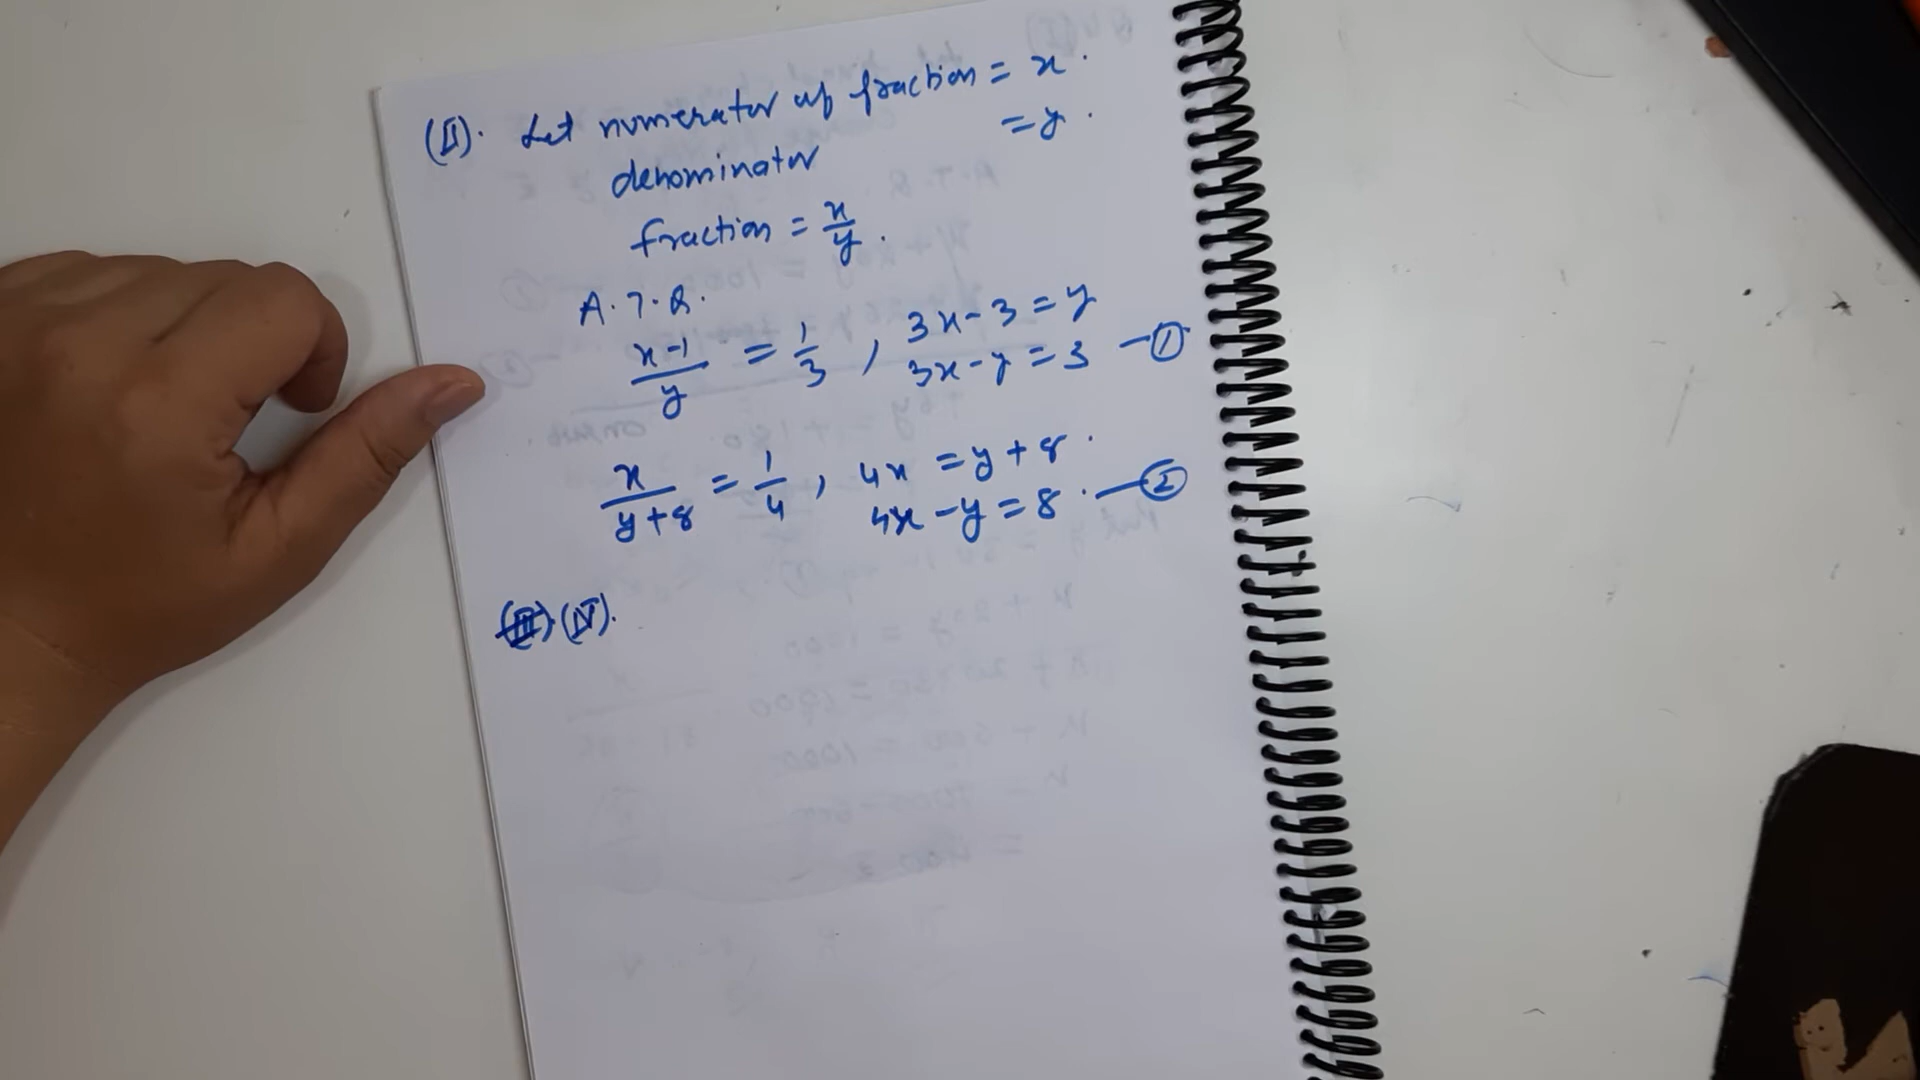 (II). Let numerator of fraction = x.
denominator = y.
fraction = x/y.
A.T.Q.
(x-1)/y = 1/3, 3x-3 = y
3x-y = 3 —①
x/(y+8) = 1/4, 4x = y+8.
4x-y = 8. —②
(IV).